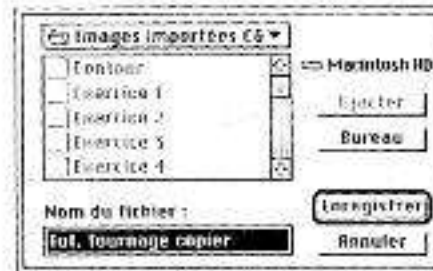 Images Importées C6
Contour
Exercice 1
Exercice 2
Exercice 3
Exercice 4
Macintosh HD
Ejecter
Bureau
Nom du fichier :
Tournage copier
Enregistrer
Annuler